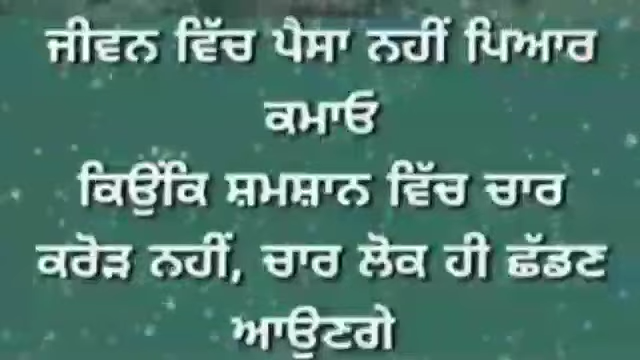 ਜੀਵਨ ਵਿੱਚ ਪੈਸਾ ਨਹੀਂ ਪਿਆਰ
ਕਮਾਓ
ਕਿਉਂਕਿ ਸ਼ਮਸ਼ਾਨ ਵਿੱਚ ਚਾਰ
ਕਰੋੜ ਨਹੀਂ, ਚਾਰ ਲੋਕ ਹੀ ਛੱਡਣ
ਆਉਣਗੇ